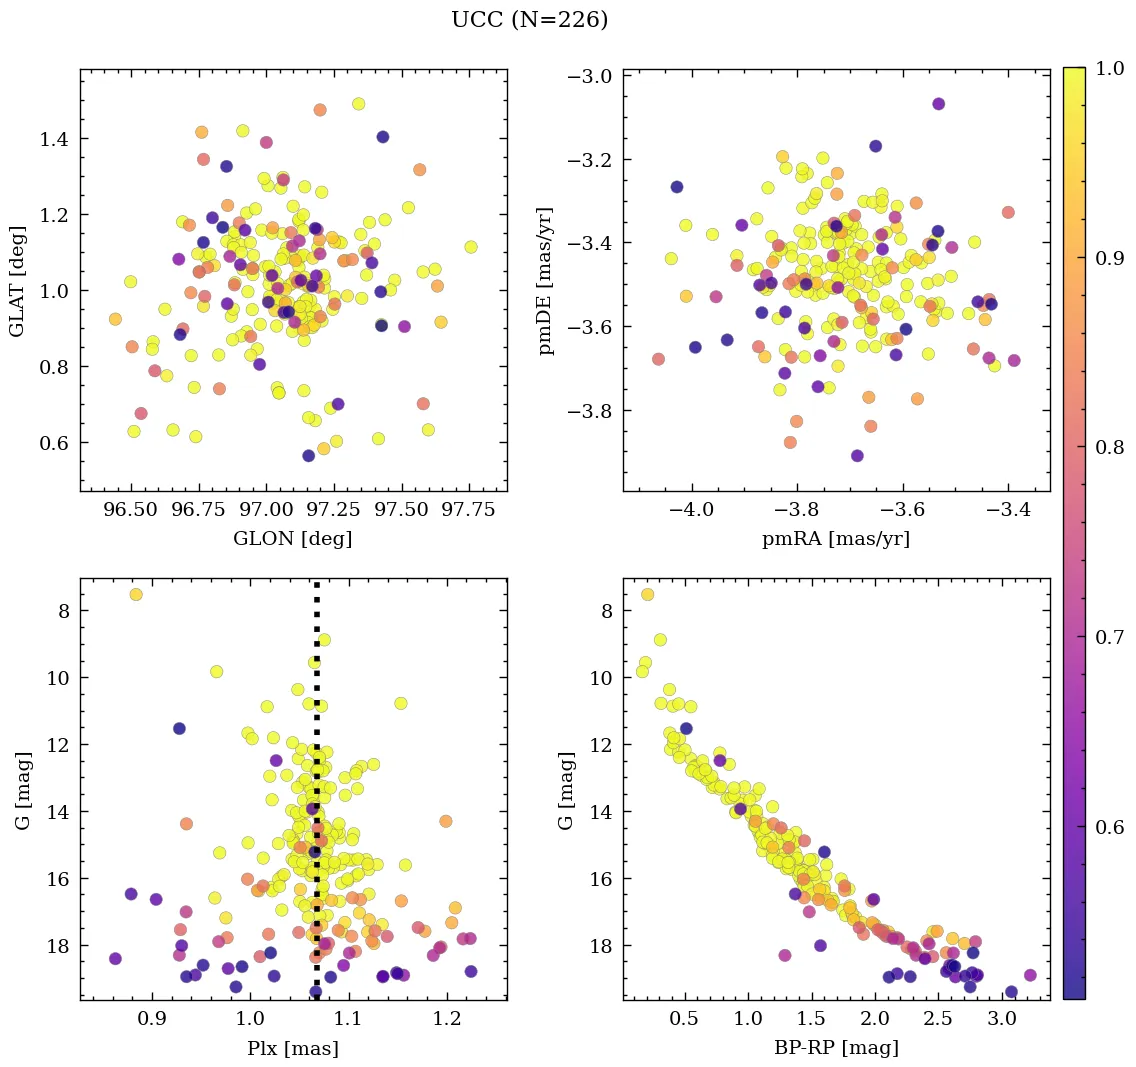 UCC (N=226)
GLAT [deg]
1.4
1.2
1.0
0.8
0.6
96.50 96.75 97.00 97.25 97.50 97.75
GLON [deg]
pmDE [mas/yr]
−3.0
−3.2
−3.4
−3.6
−3.8
−4.0 −3.8 −3.6 −3.4
pmRA [mas/yr]
G [mag]
8
10
12
14
16
18
0.9 1.0 1.1 1.2
Plx [mas]
G [mag]
8
10
12
14
16
18
0.5 1.0 1.5 2.0 2.5 3.0
BP-RP [mag]
1.0
0.9
0.8
0.7
0.6